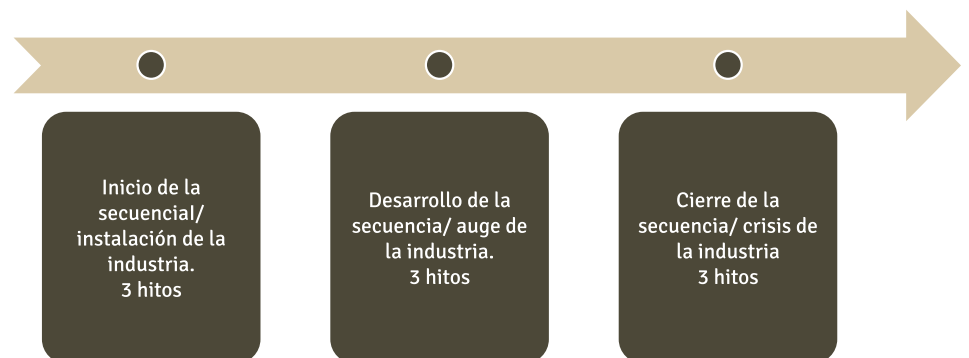 Inicio de la
secuencial/
instalación de la
industria.
3 hitos
Desarrollo de la
secuencia/ auge de
la industria.
3 hitos
Cierre de la
secuencia/ crisis de
la industria
3 hitos